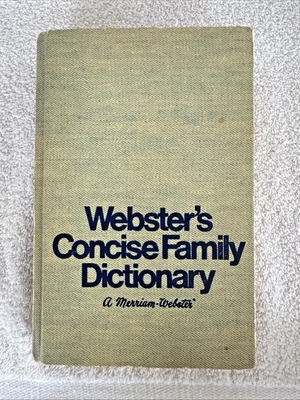 Webster's
Concise Family
Dictionary
A Merriam-Webster®